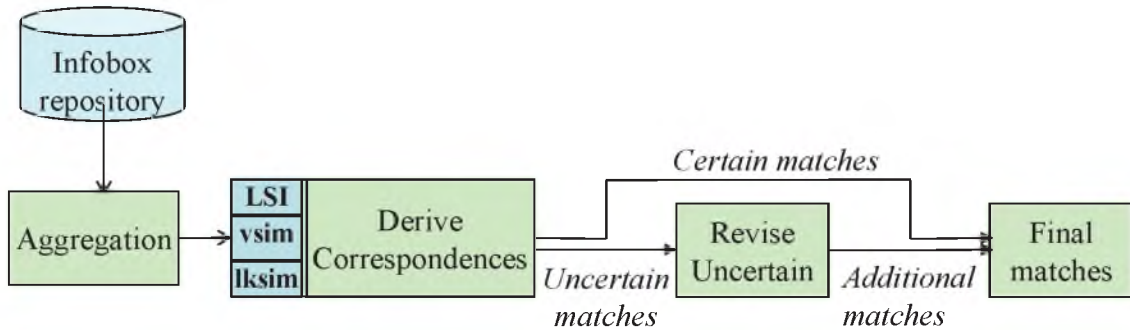 Infobox
repository
Certain matches
Aggregation
LSI
vsim
lksim
Derive
Correspondences
Uncertain
matches
Revise
Uncertain
Additional
matches
Final
matches